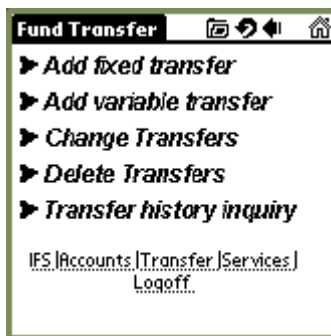 Fund Transfer
Add fixed transfer
Add variable transfer
Change Transfers
Delete Transfers
Transfer history inquiry
IFS|Accounts|Transfer|Services|
Logoff